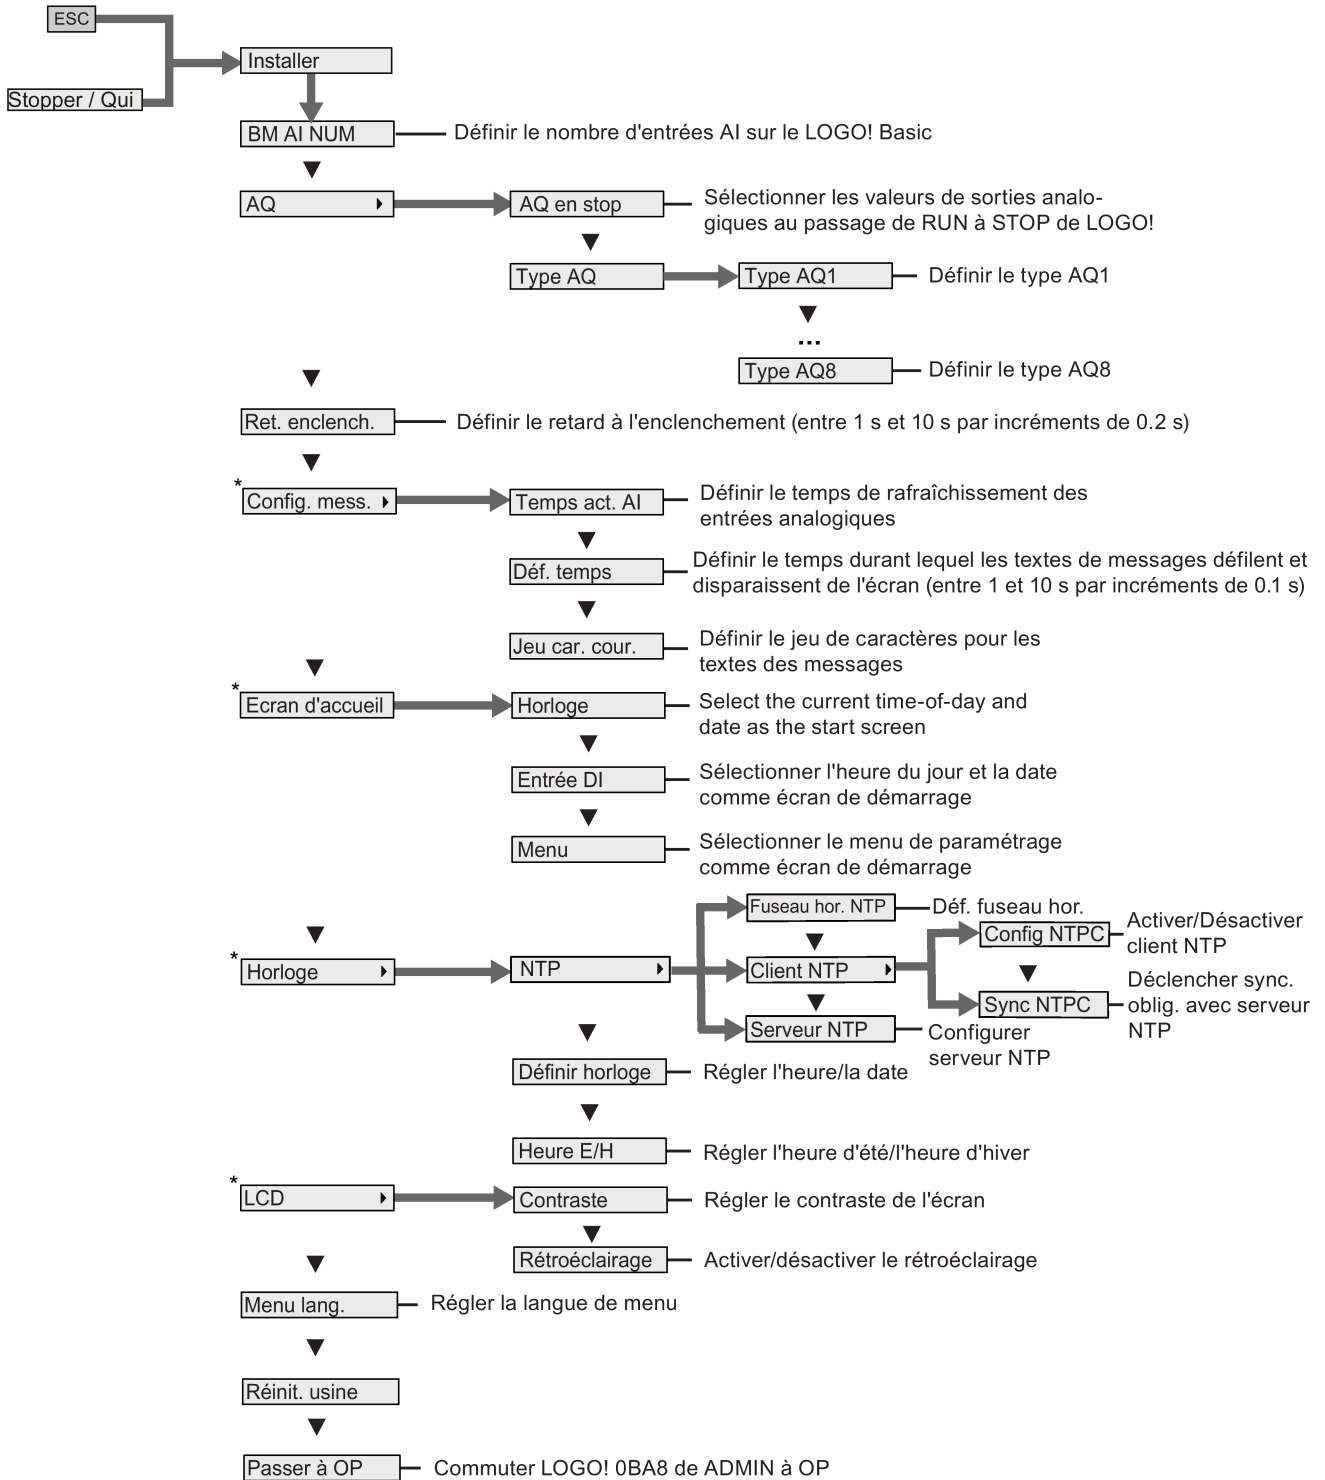 ESC
Installer
Stopper / Qui
BM AI NUM
Définir le nombre d'entrées AI sur le LOGO! Basic
AQ
AQ en stop
Sélectionner les valeurs de sorties analo-
giques au passage de RUN à STOP de LOGO!
Type AQ
Type AQ1
Définir le type AQ1
...
Type AQ8
Définir le type AQ8
Ret. enclench.
Définir le retard à l'enclenchement (entre 1 s et 10 s par incréments de 0.2 s)
*
Config. mess.
Temps act. AI
Définir le temps de rafraîchissement des
entrées analogiques
Déf. temps
Définir le temps durant lequel les textes de messages défilent et
disparaissent de l'écran (entre 1 et 10 s par incréments de 0.1 s)
Jeu car. cour.
Définir le jeu de caractères pour les
textes des messages
*
Ecran d'accueil
Horloge
Select the current time-of-day and
date as the start screen
Entrée DI
Sélectionner l'heure du jour et la date
comme écran de démarrage
Menu
Sélectionner le menu de paramétrage
comme écran de démarrage
*
Horloge
NTP
Fuseau hor. NTP
Déf. fuseau hor.
Client NTP
Config NTPC
Activer/Désactiver
client NTP
Sync NTPC
Déclencher sync.
oblig. avec serveur
NTP
Serveur NTP
Configurer
serveur NTP
Définir horloge
Régler l'heure/la date
Heure E/H
Régler l'heure d'été/l'heure d'hiver
*
LCD
Contraste
Régler le contraste de l'écran
Rétroéclairage
Activer/désactiver le rétroéclairage
Menu lang.
Régler la langue de menu
Réinit. usine
Passer à OP
Commuter LOGO! 0BA8 de ADMIN à OP